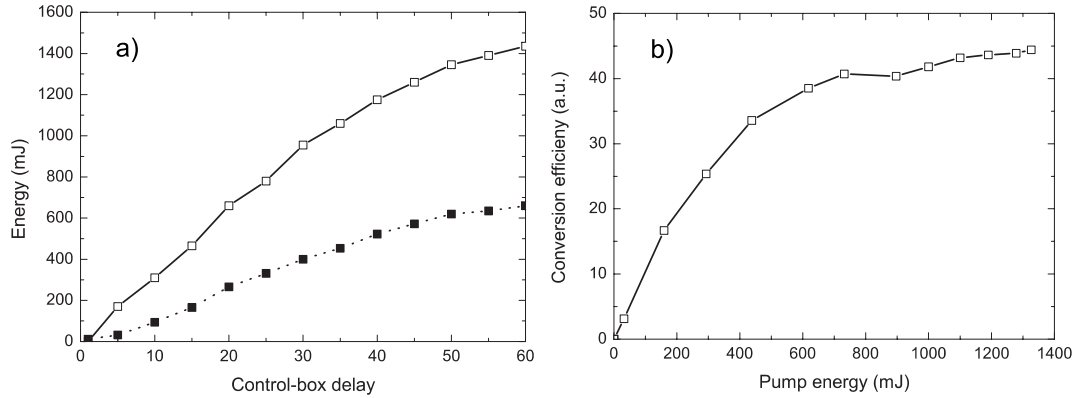 a)
1600
1400
1200
1000
800
600
400
200
0
Energy (mJ)
0 10 20 30 40 50 60
Control-box delay
b)
50
40
30
20
10
0
Conversion efficieny (a.u.)
0 200 400 600 800 1000 1200 1400
Pump energy (mJ)